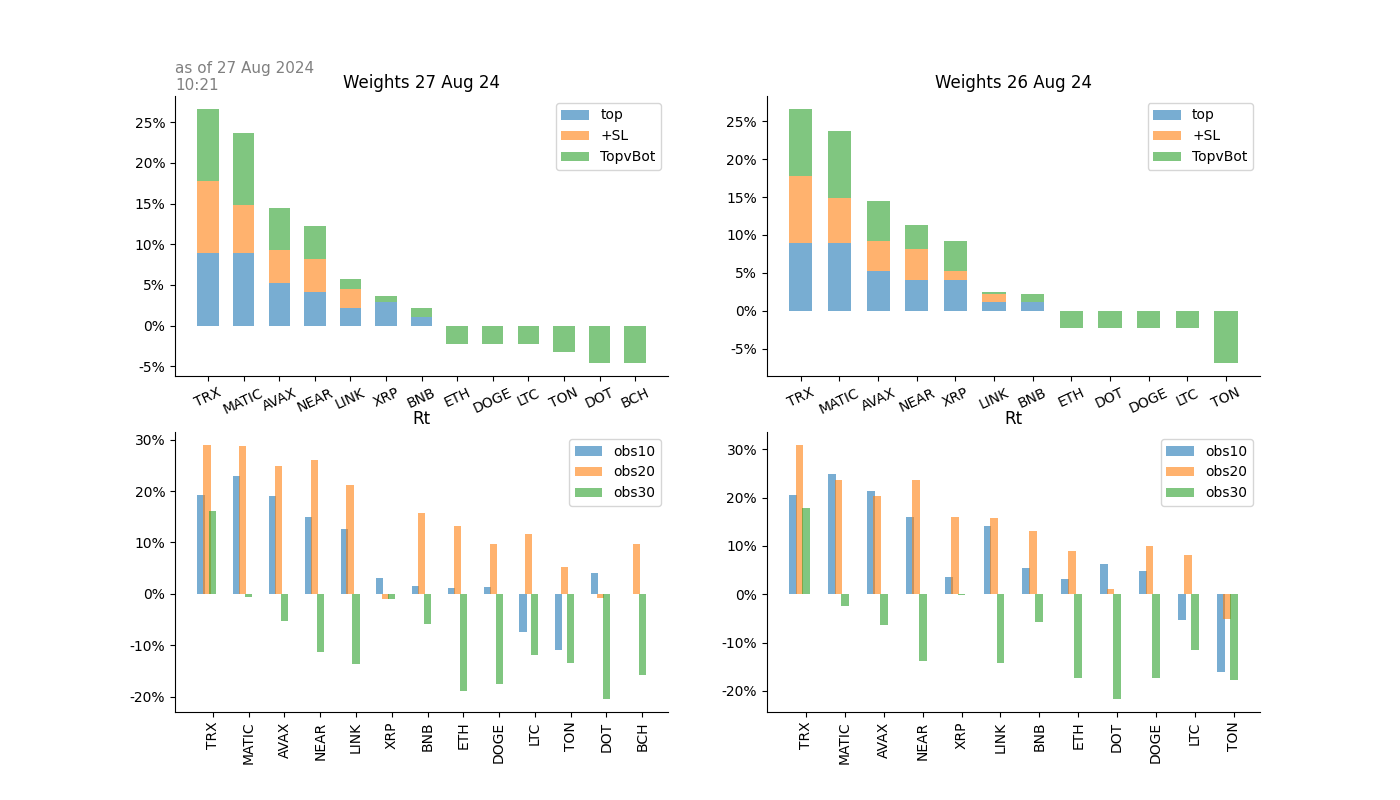 as of 27 Aug 2024
10:21
Weights 27 Aug 24
25%
20%
15%
10%
5%
0%
-5%
top
+SL
TopvBot
TRX
MATIC
AVAX
NEAR
LINK
XRP
BNB
ETH
DOGE
LTC
TON
DOT
BCH
Weights 26 Aug 24
25%
20%
15%
10%
5%
0%
-5%
top
+SL
TopvBot
TRX
MATIC
AVAX
NEAR
XRP
LINK
BNB
ETH
DOT
DOGE
LTC
TON
Rt
30%
20%
10%
0%
-10%
-20%
obs10
obs20
obs30
TRX
MATIC
AVAX
NEAR
LINK
XRP
BNB
ETH
DOGE
LTC
TON
DOT
BCH
Rt
30%
20%
10%
0%
-10%
-20%
obs10
obs20
obs30
TRX
MATIC
AVAX
NEAR
XRP
LINK
BNB
ETH
DOT
DOGE
LTC
TON